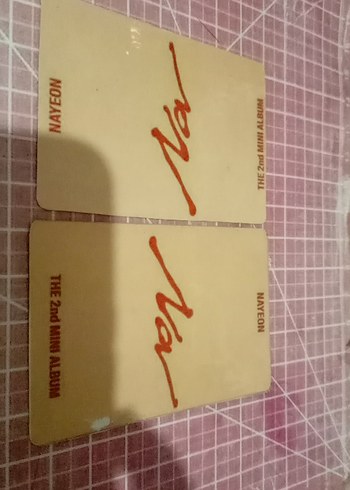 NAYEON
Na
THE 2nd MINI ALBUM
THE 2nd MINI ALBUM
Na
NAYEON